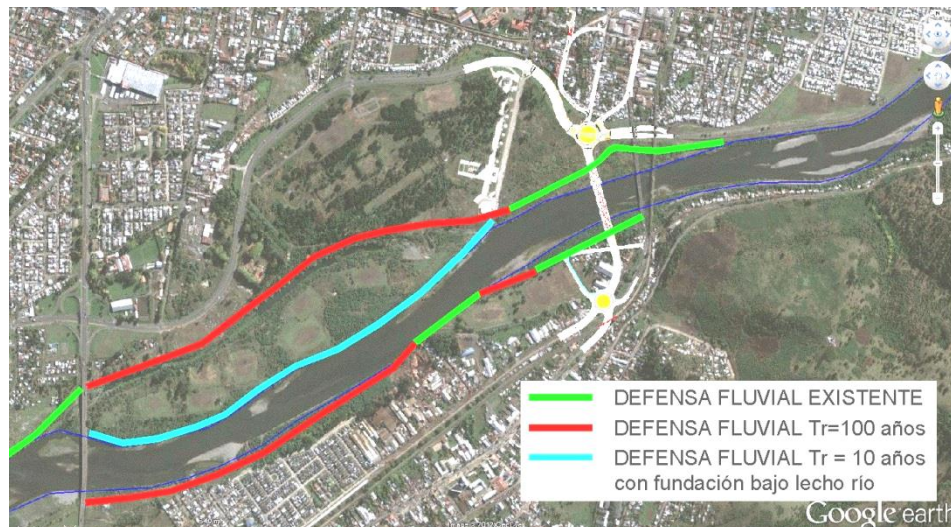 DEFENSA FLUVIAL EXISTENTE
DEFENSA FLUVIAL Tr=100 años
DEFENSA FLUVIAL Tr = 10 años
con fundación bajo lecho río
Google earth